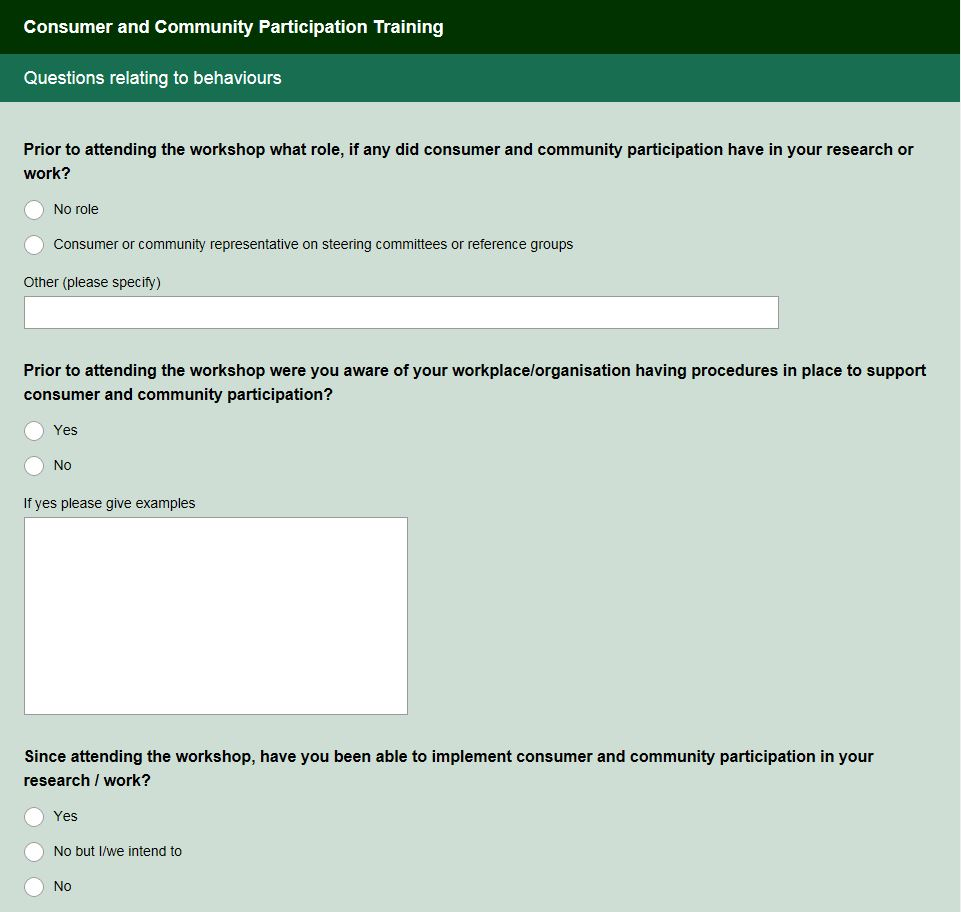 Consumer and Community Participation Training
Questions relating to behaviours
Prior to attending the workshop what role, if any did consumer and community participation have in your research or
work?
No role
Consumer or community representative on steering committees or reference groups
Other (please specify)
Prior to attending the workshop were you aware of your workplace/organisation having procedures in place to support
consumer and community participation?
Yes
No
If yes please give examples
Since attending the workshop, have you been able to implement consumer and community participation in your
research / work?
Yes
No but I/we intend to
No